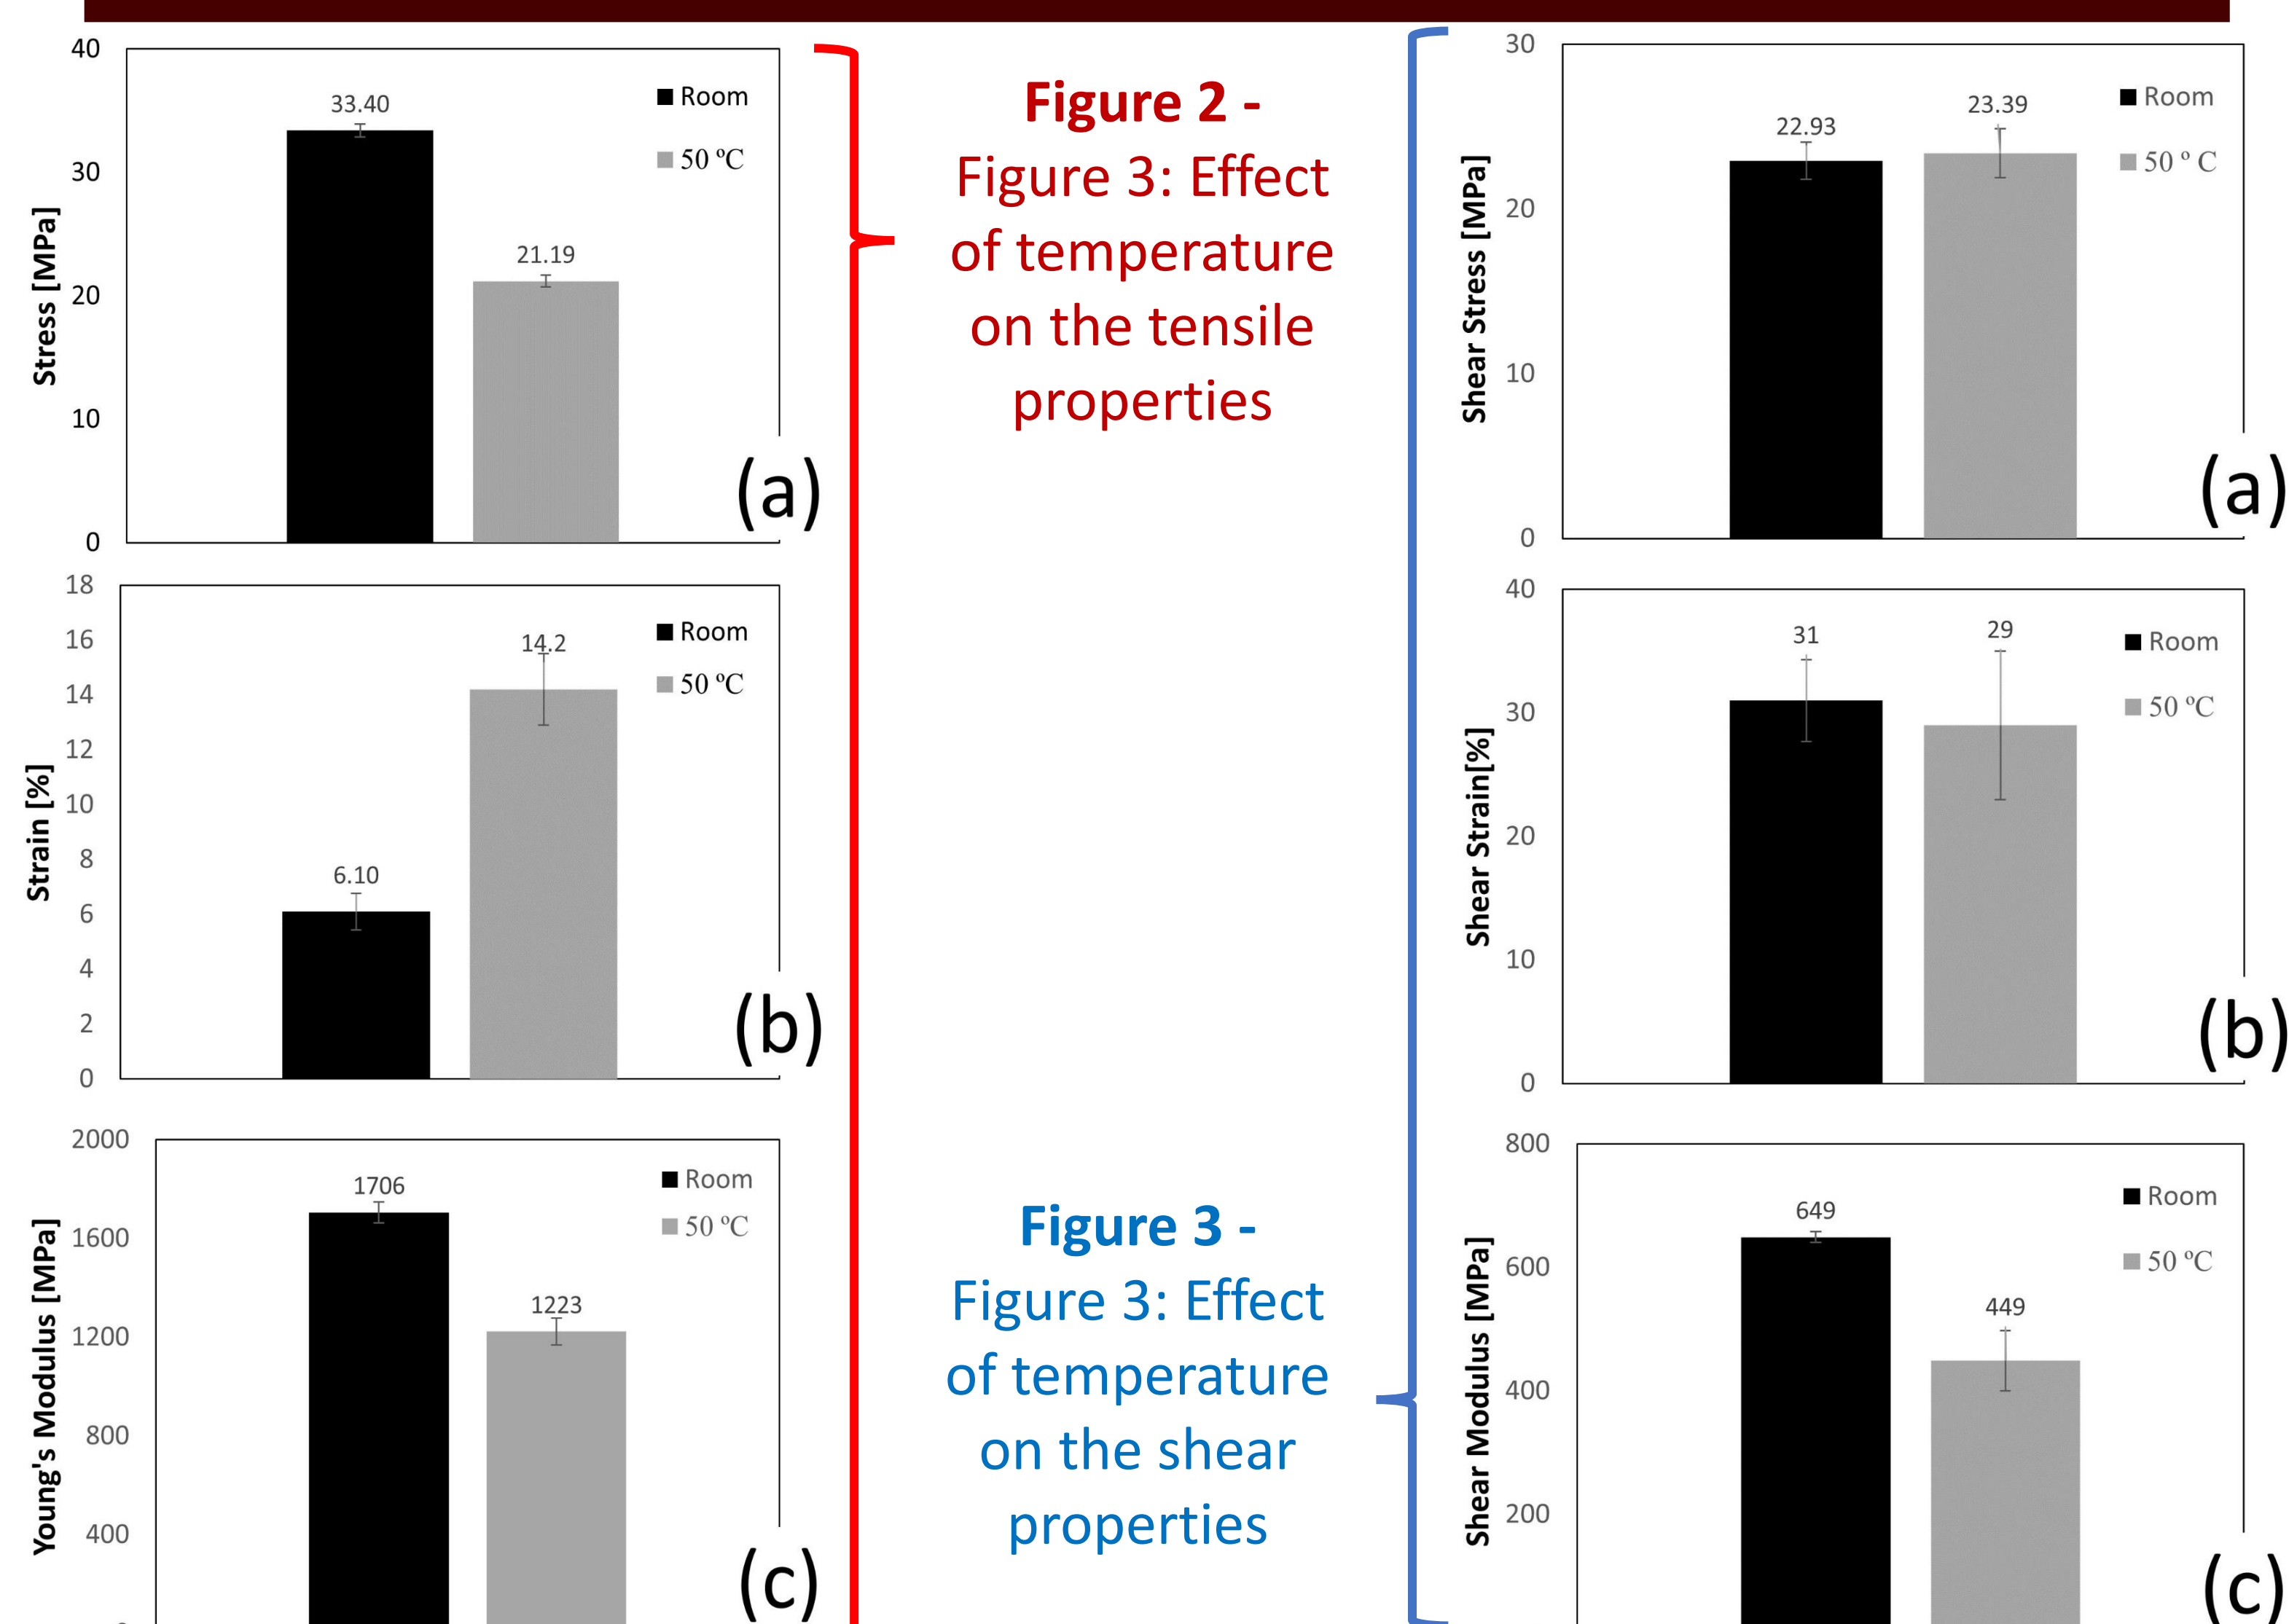 40
30
20
10
0
Stress [MPa]
33.40
21.19
Room
50 ºC
(a)
18
16
14
12
10
8
6
4
2
0
Strain [%]
6.10
14.2
Room
50 ºC
(b)
2000
1600
1200
800
400
Young's Modulus [MPa]
1706
1223
Room
50 ºC
(c)
Figure 2 -
Figure 3: Effect
of temperature
on the tensile
properties
Figure 3 -
Figure 3: Effect
of temperature
on the shear
properties
30
20
10
0
Shear Stress [MPa]
22.93
23.39
Room
50 º C
(a)
40
30
20
10
0
Shear Strain[%]
31
29
Room
50 ºC
(b)
800
600
400
200
Shear Modulus [MPa]
649
449
Room
50 ºC
(c)